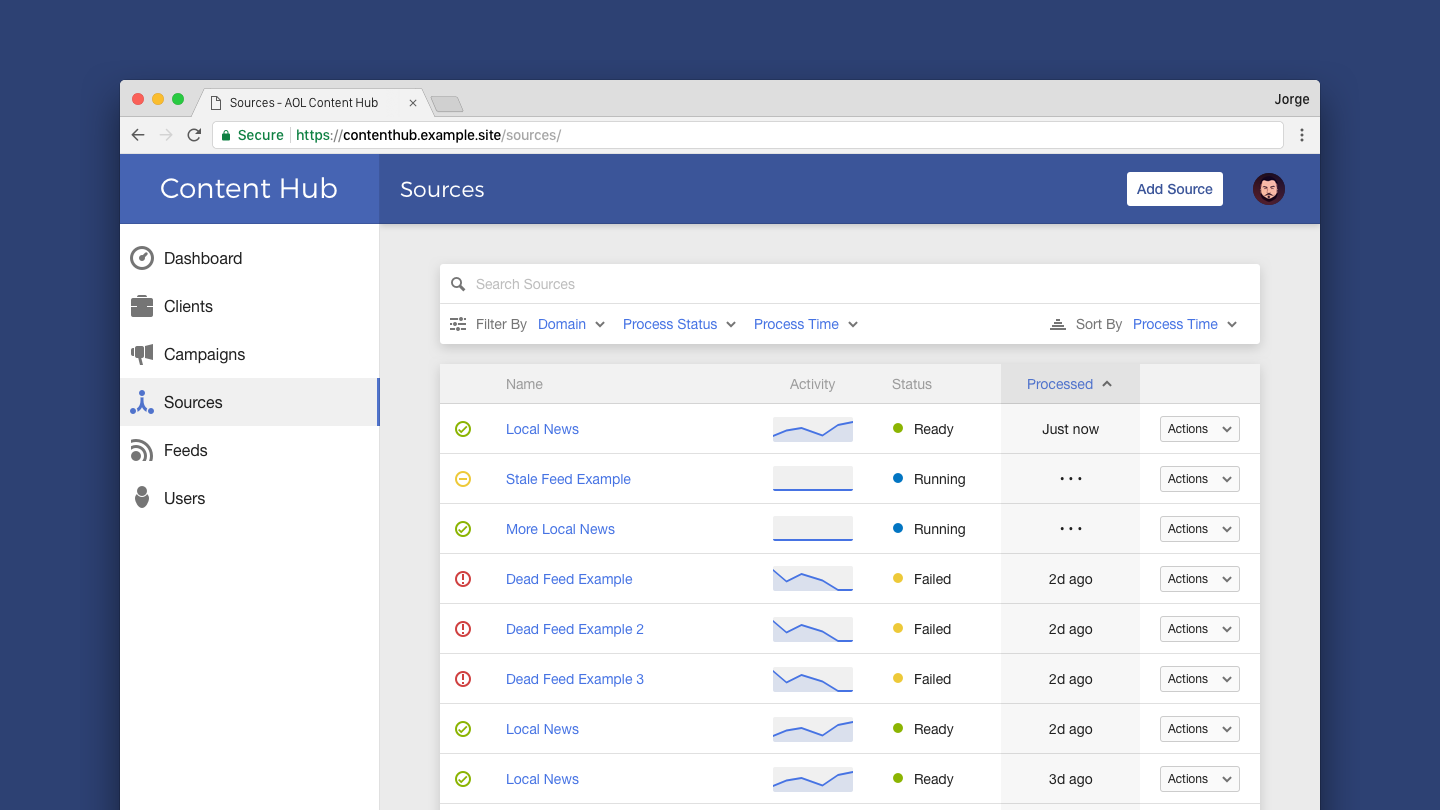 Sources - AOL Content Hub
Jorge
Secure https://contenthub.example.site/sources/
Content Hub
Sources
Add Source
Dashboard
Clients
Campaigns
Sources
Feeds
Users
Search Sources
Filter By Domain Process Status Process Time Sort By Process Time
Name Activity Status Processed
Local News Ready Just now Actions
Stale Feed Example Running • • • Actions
More Local News Running • • • Actions
Dead Feed Example Failed 2d ago Actions
Dead Feed Example 2 Failed 2d ago Actions
Dead Feed Example 3 Failed 2d ago Actions
Local News Ready 2d ago Actions
Local News Ready 3d ago Actions